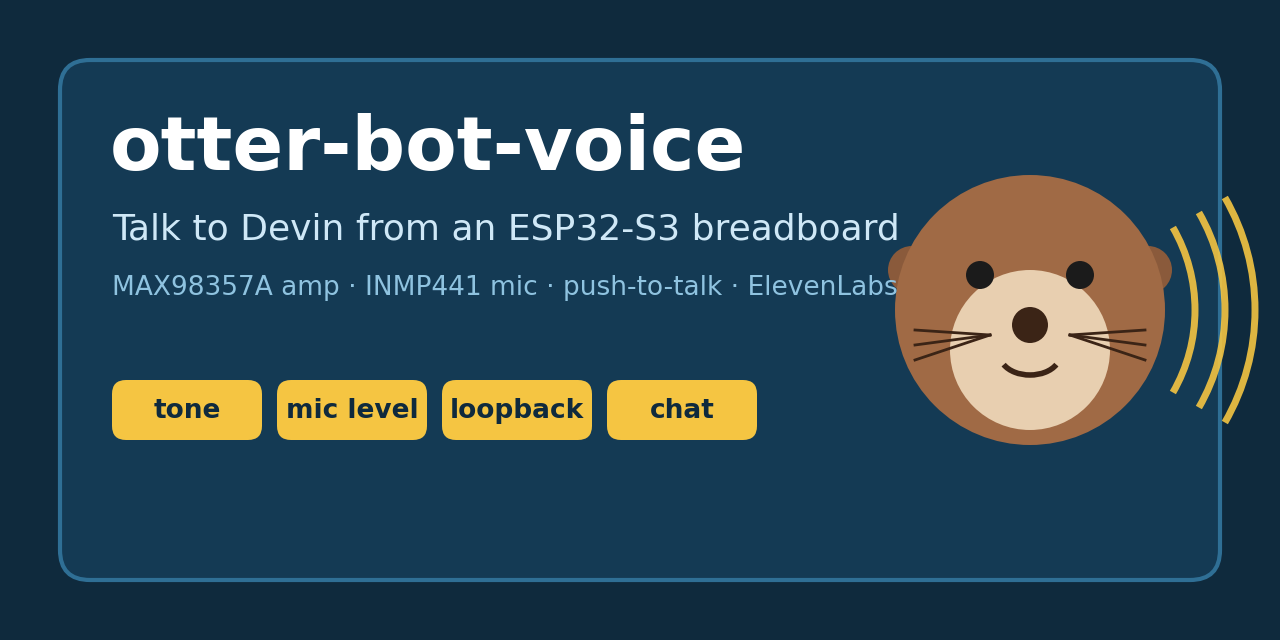 otter-bot-voice
Talk to Devin from an ESP32-S3 breadboard
MAX98357A amp · INMP441 mic · push-to-talk · ElevenLabs
tone mic level loopback chat